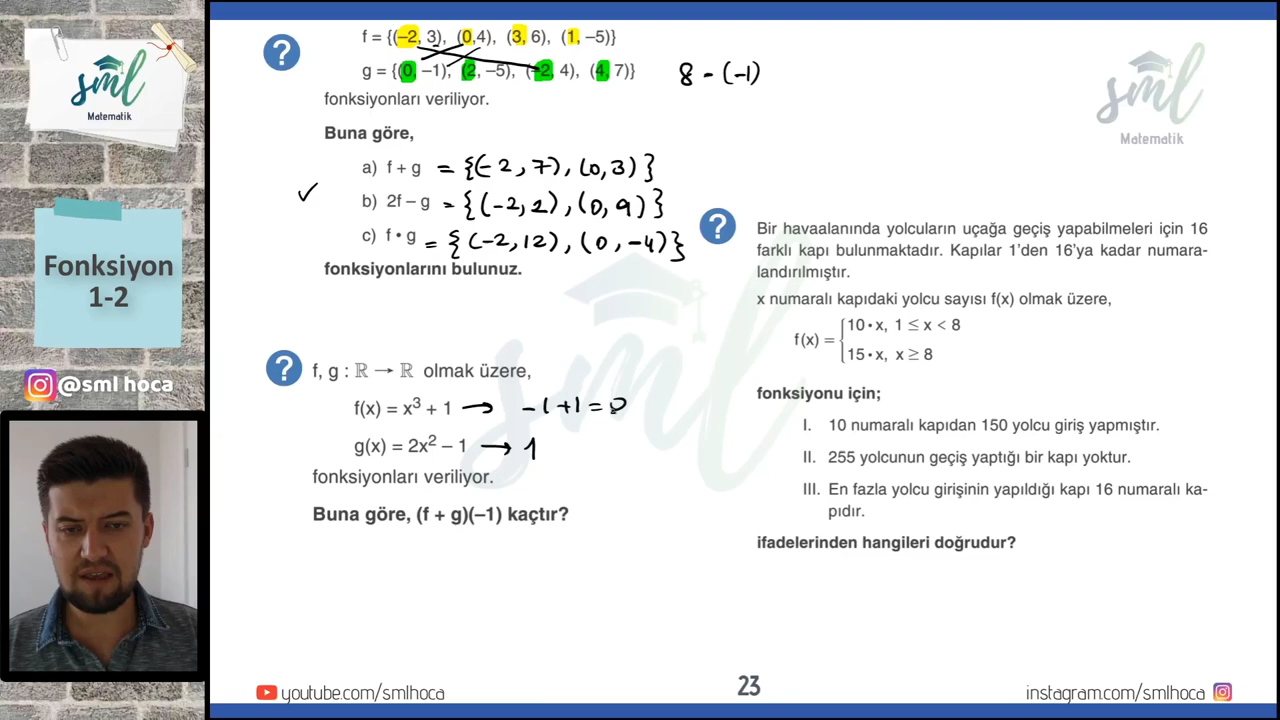 sml
Matematik
Fonksiyon
1-2
@sml hoca
f = {(–2, 3), (0,4), (3, 6), (1, –5)}
g = {(0, –1), (2, –5), (–2, 4), (4, 7)}
8 - (-1)
fonksiyonları veriliyor.
Buna göre,
a) f + g = {(-2, 7), (0, 3)}
b) 2f – g = {(-2, 2), (0, 9)}
c) f • g = {(-2, 12), (0, -4)}
fonksiyonlarını bulunuz.
f, g : ℝ → ℝ olmak üzere,
f(x) = x³ + 1 → -1 +1 = 0
g(x) = 2x² – 1 → 1
fonksiyonları veriliyor.
Buna göre, (f + g)(–1) kaçtır?
sml
Matematik
Bir havaalanında yolcuların uçağa geçiş yapabilmeleri için 16
farklı kapı bulunmaktadır. Kapılar 1'den 16'ya kadar numara-
landırılmıştır.
x numaralı kapıdaki yolcu sayısı f(x) olmak üzere,
f(x) = { 10 • x, 1 ≤ x < 8
15 • x, x ≥ 8
fonksiyonu için;
I. 10 numaralı kapıdan 150 yolcu giriş yapmıştır.
II. 255 yolcunun geçiş yaptığı bir kapı yoktur.
III. En fazla yolcu girişinin yapıldığı kapı 16 numaralı ka-
pıdır.
ifadelerinden hangileri doğrudur?
youtube.com/smlhoca
23
instagram.com/smlhoca